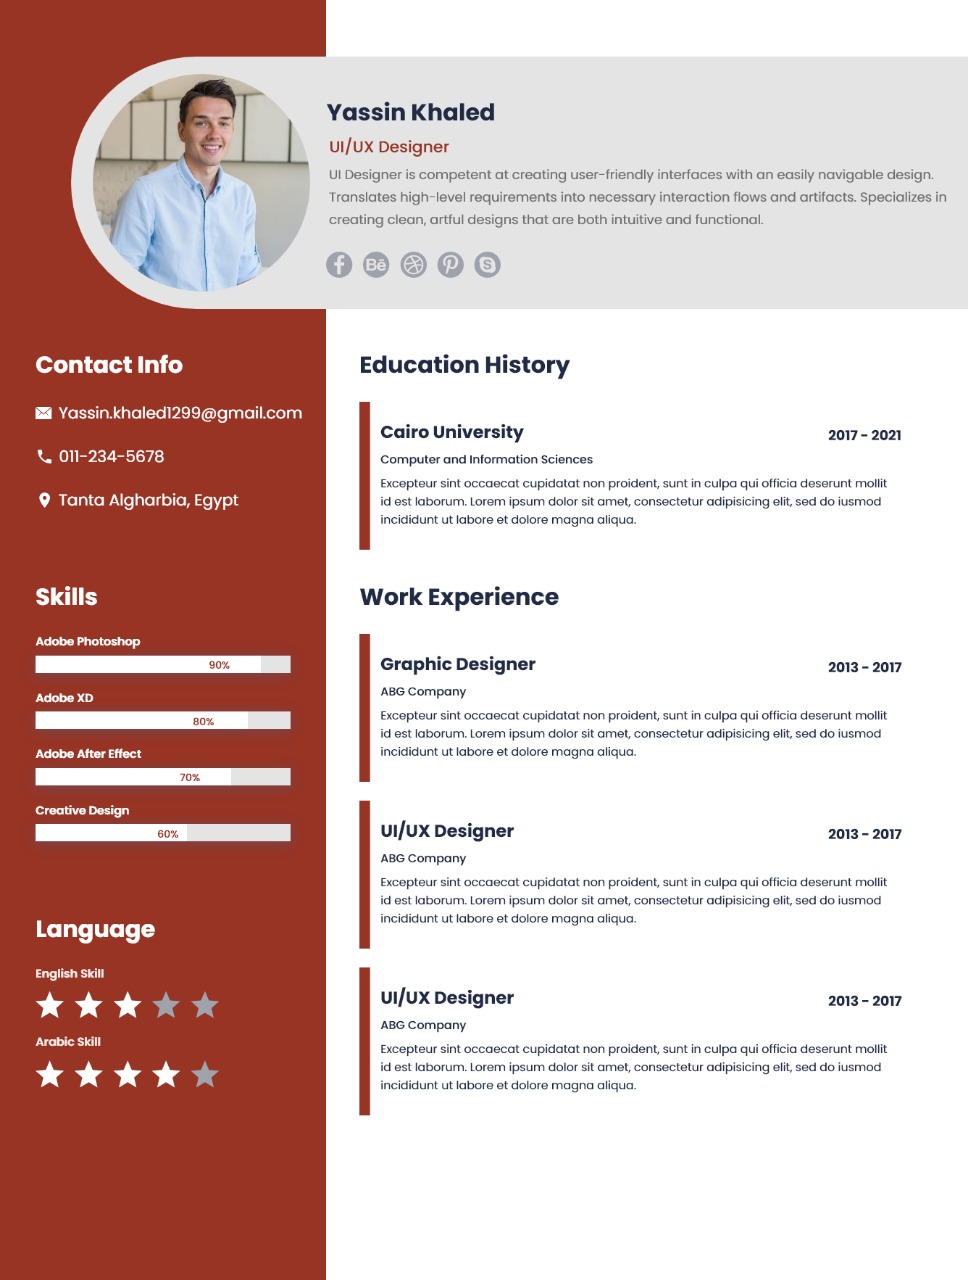 Yassin Khaled
UI/UX Designer
UI Designer is competent at creating user-friendly interfaces with an easily navigable design.
Translates high-level requirements into necessary interaction flows and artifacts. Specializes in
creating clean, artful designs that are both intuitive and functional.
Bē
Contact Info
Yassin.khaled1299@gmail.com
011-234-5678
Tanta Algharbia, Egypt
Skills
Adobe Photoshop
90%
Adobe XD
80%
Adobe After Effect
70%
Creative Design
60%
Language
English Skill
Arabic Skill
Education History
Cairo University
2017 - 2021
Computer and Information Sciences
Excepteur sint occaecat cupidatat non proident, sunt in culpa qui officia deserunt mollit
id est laborum. Lorem ipsum dolor sit amet, consectetur adipisicing elit, sed do iusmod
incididunt ut labore et dolore magna aliqua.
Work Experience
Graphic Designer
2013 - 2017
ABG Company
Excepteur sint occaecat cupidatat non proident, sunt in culpa qui officia deserunt mollit
id est laborum. Lorem ipsum dolor sit amet, consectetur adipisicing elit, sed do iusmod
incididunt ut labore et dolore magna aliqua.
UI/UX Designer
2013 - 2017
ABG Company
Excepteur sint occaecat cupidatat non proident, sunt in culpa qui officia deserunt mollit
id est laborum. Lorem ipsum dolor sit amet, consectetur adipisicing elit, sed do iusmod
incididunt ut labore et dolore magna aliqua.
UI/UX Designer
2013 - 2017
ABG Company
Excepteur sint occaecat cupidatat non proident, sunt in culpa qui officia deserunt mollit
id est laborum. Lorem ipsum dolor sit amet, consectetur adipisicing elit, sed do iusmod
incididunt ut labore et dolore magna aliqua.